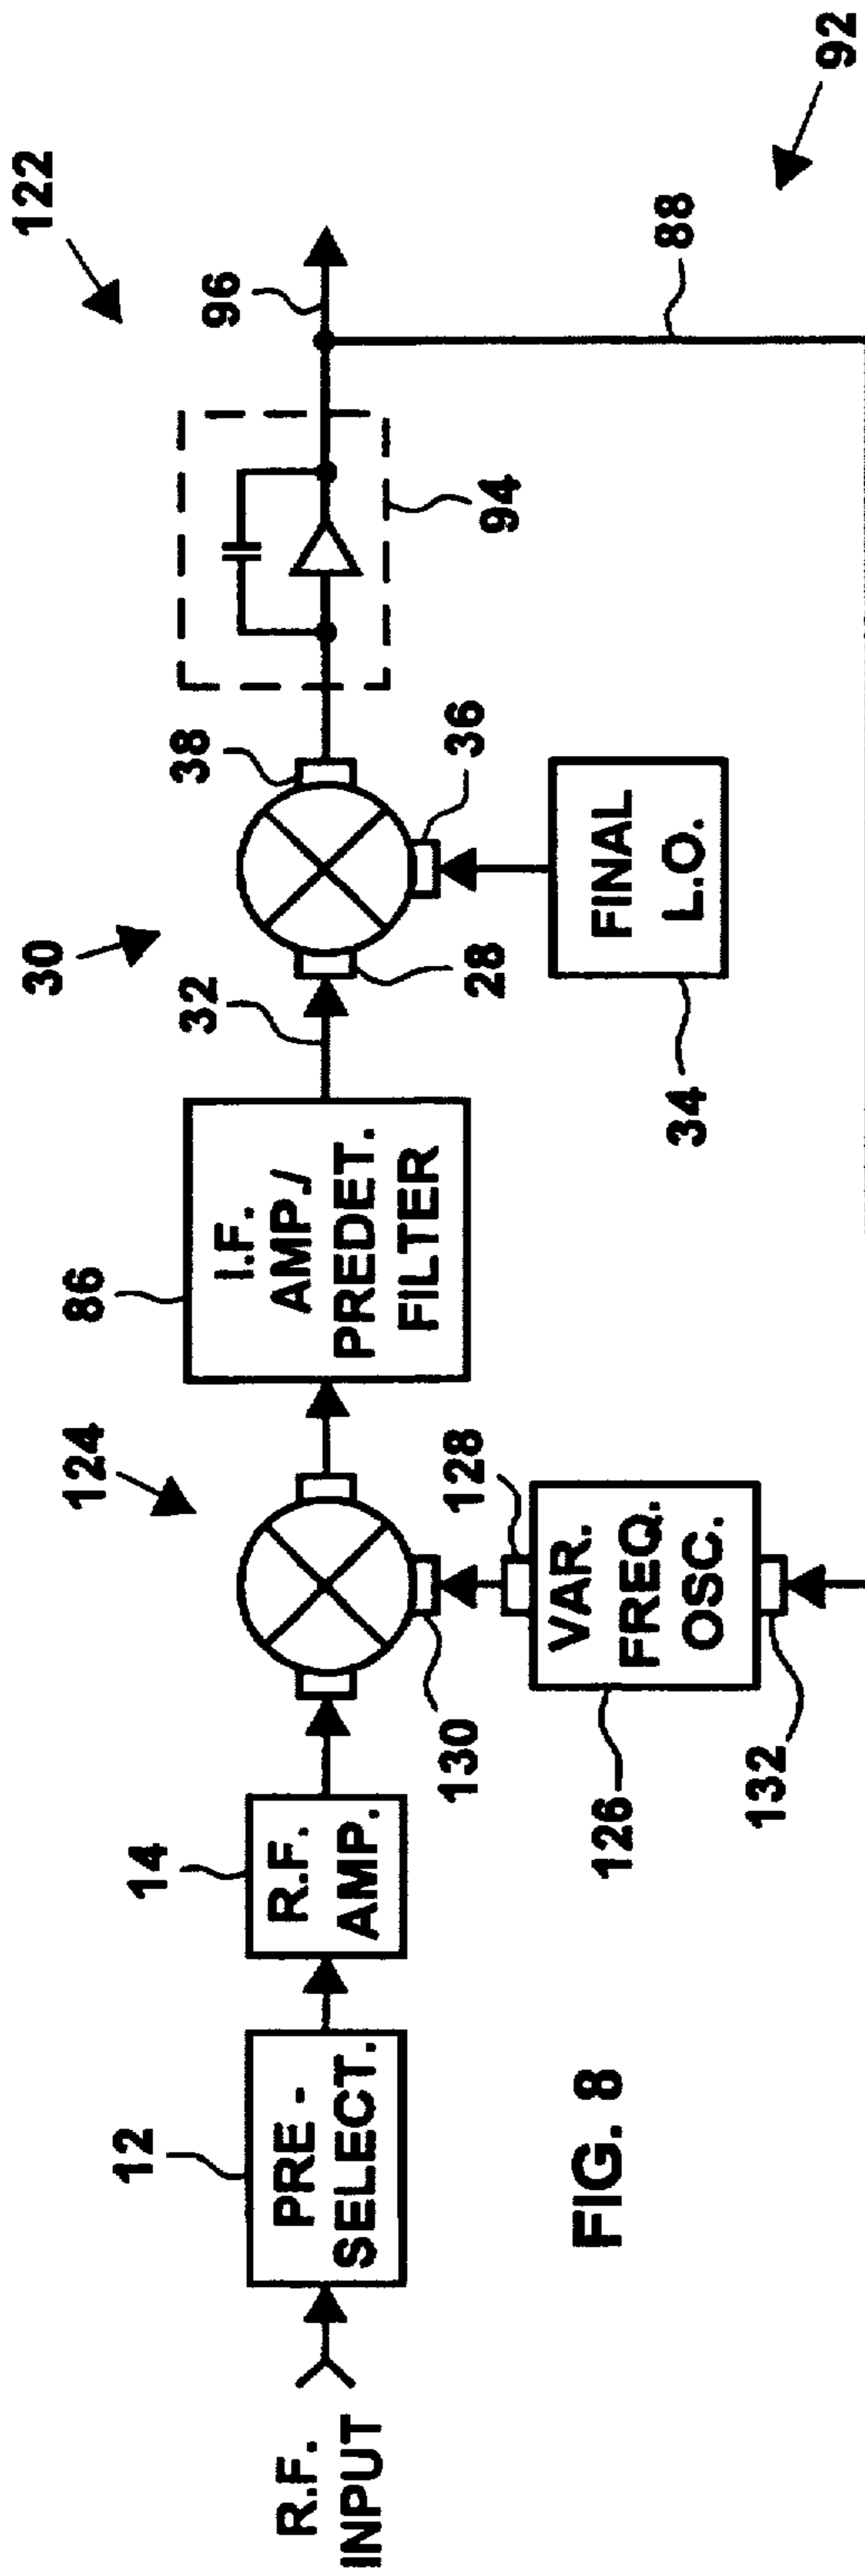 122
92
30
38
96
32
94
88
36
28
FINAL
L.O.
34
86
I.F.
AMP./
PREDET.
FILTER
124
128
130
VAR.
FREQ.
OSC.
126
132
14
R.F.
AMP.
12
PRE -
SELECT.
R.F.
INPUT
FIG. 8